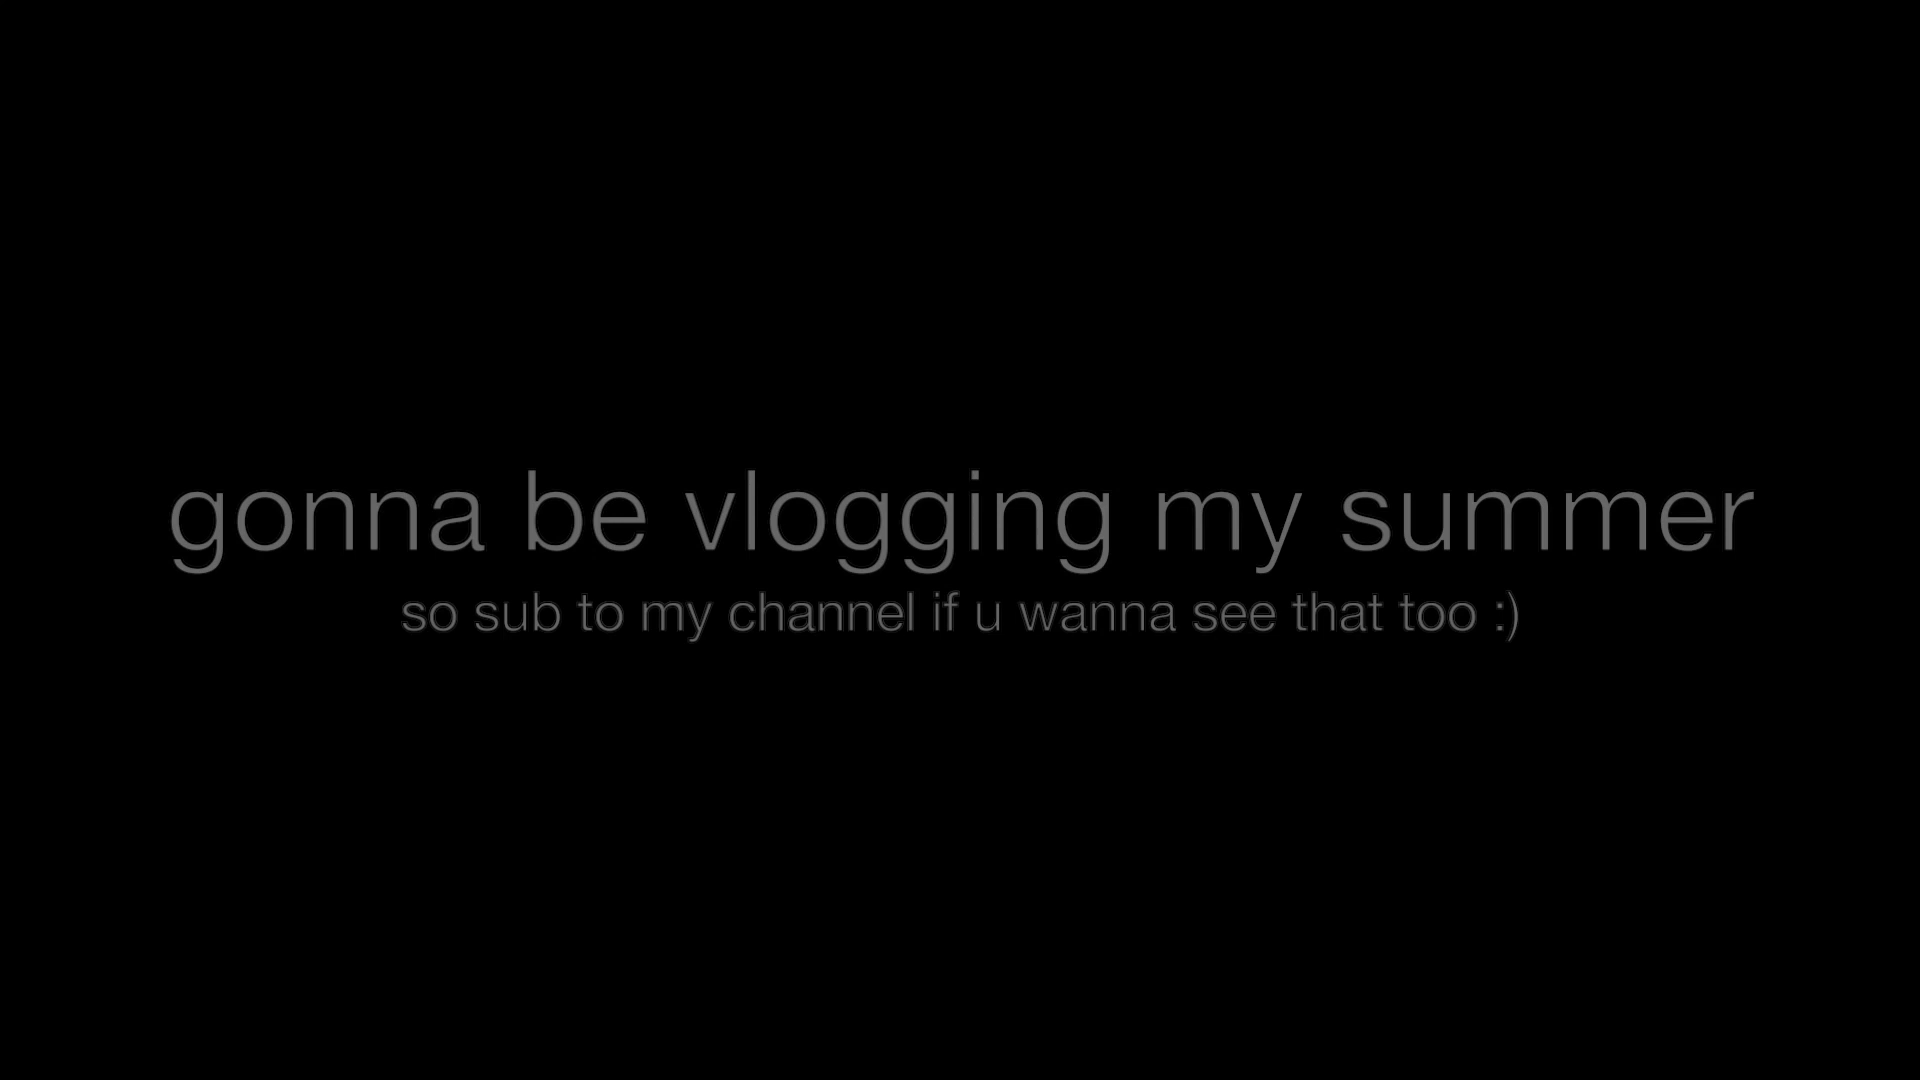 gonna be vlogging my summer
so sub to my channel if u wanna see that too :)